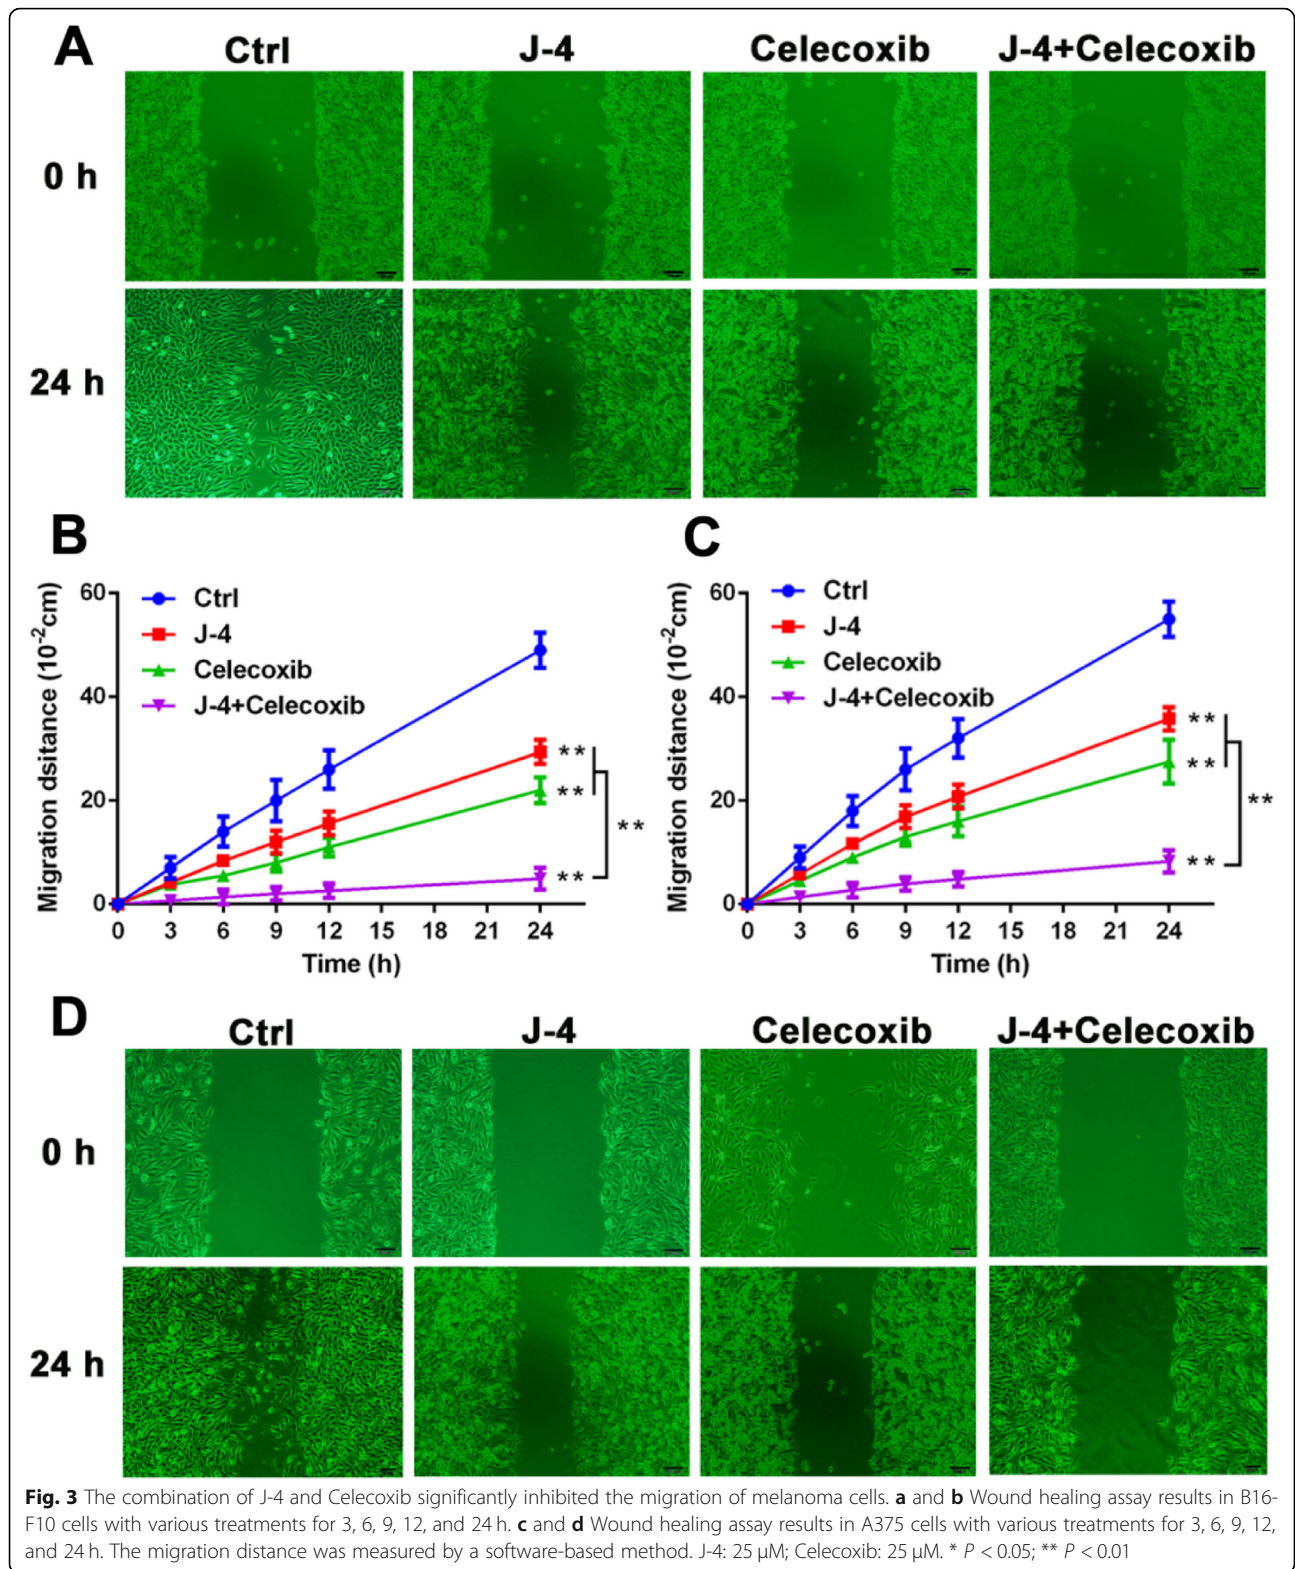 A
Ctrl
J-4
Celecoxib
J-4+Celecoxib
0 h
24 h
B
Migration dsitance (10-2cm)
60
40
20
0
Ctrl
J-4
Celecoxib
J-4+Celecoxib
**
**
**
**
0 3 6 9 12 15 18 21 24
Time (h)
C
Migration dsitance (10-2cm)
60
40
20
0
Ctrl
J-4
Celecoxib
J-4+Celecoxib
**
**
**
**
0 3 6 9 12 15 18 21 24
Time (h)
D
Ctrl
J-4
Celecoxib
J-4+Celecoxib
0 h
24 h
Fig. 3 The combination of J-4 and Celecoxib significantly inhibited the migration of melanoma cells. a and b Wound healing assay results in B16-
F10 cells with various treatments for 3, 6, 9, 12, and 24 h. c and d Wound healing assay results in A375 cells with various treatments for 3, 6, 9, 12,
and 24 h. The migration distance was measured by a software-based method. J-4: 25 μM; Celecoxib: 25 μM. * P < 0.05; ** P < 0.01